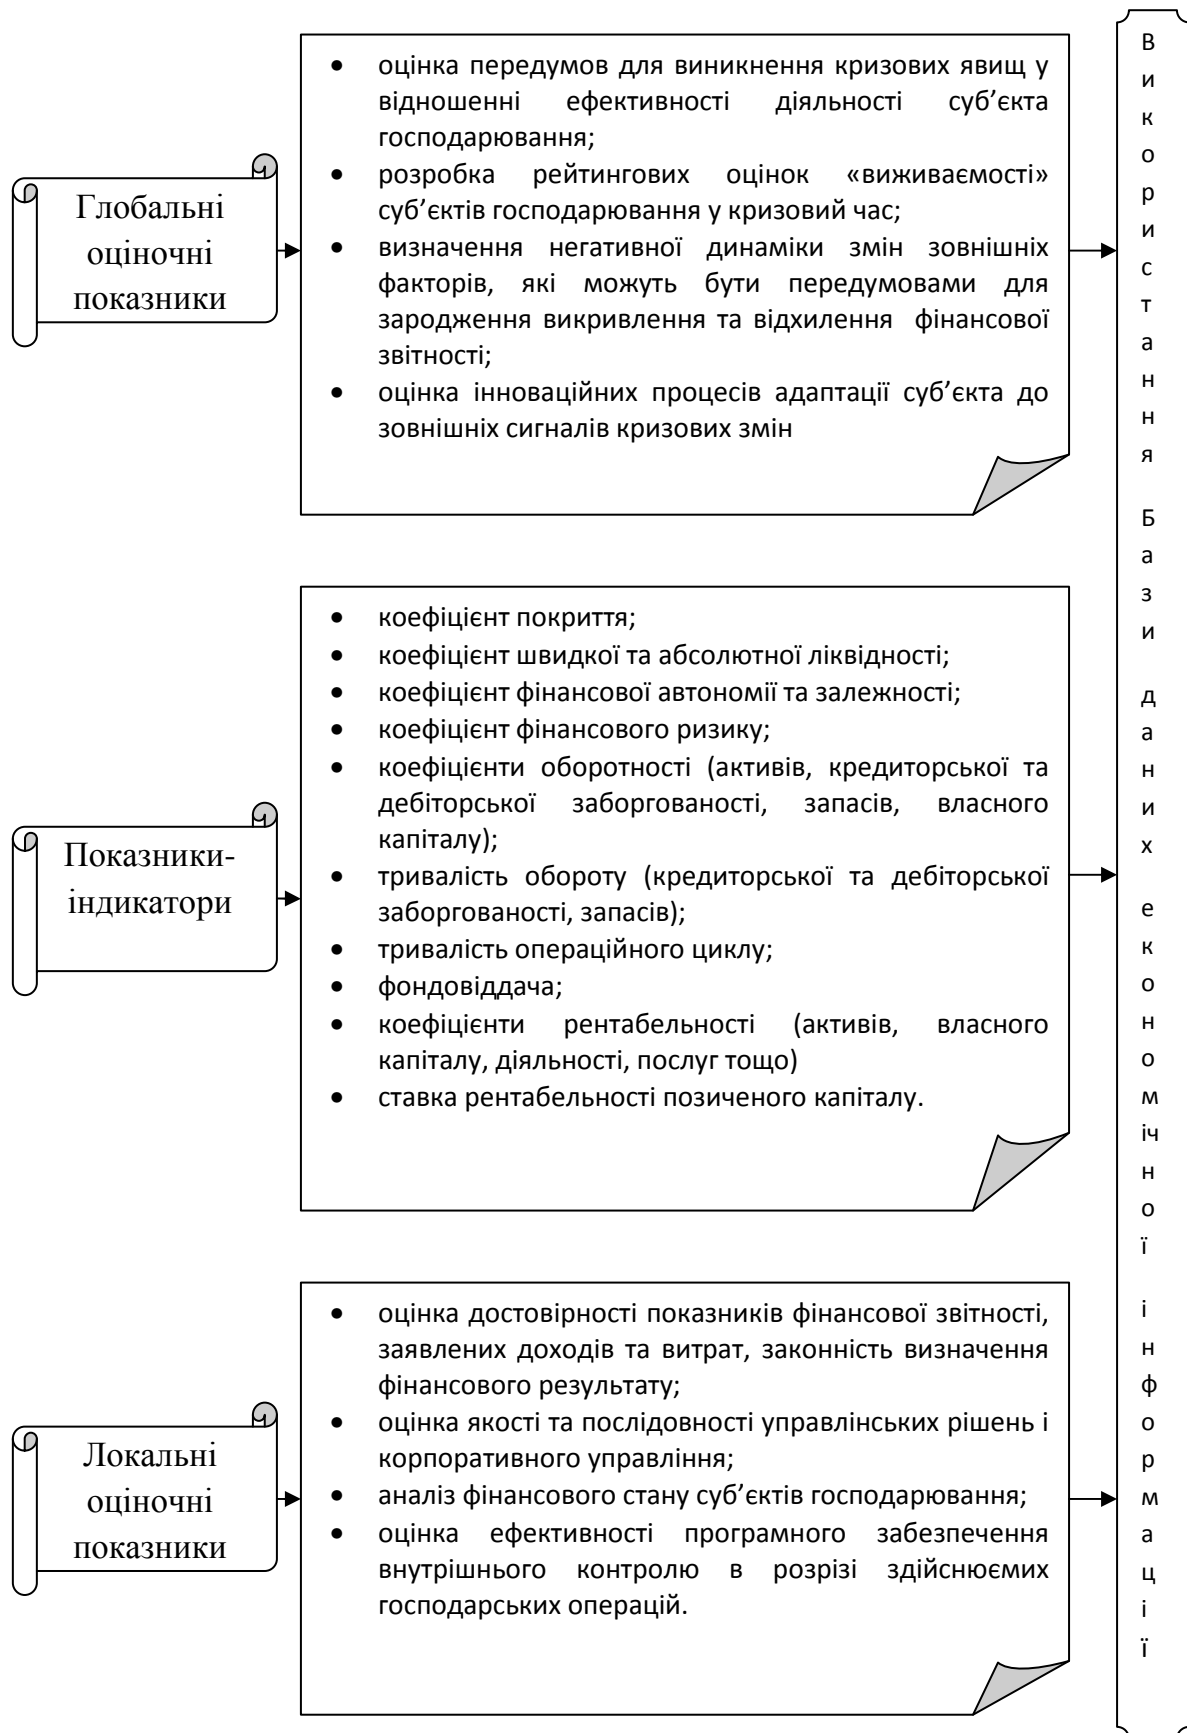 Глобальні
оціночні
показники
• оцінка передумов для виникнення кризових явищ у
відношенні ефективності діяльності суб’єкта
господарювання;
• розробка рейтингових оцінок «виживаємості»
суб’єктів господарювання у кризовий час;
• визначення негативної динаміки змін зовнішніх
факторів, які можуть бути передумовами для
зародження викривлення та відхилення фінансової
звітності;
• оцінка інноваційних процесів адаптації суб’єкта до
зовнішніх сигналів кризових змін
Показники-
індикатори
• коефіцієнт покриття;
• коефіцієнт швидкої та абсолютної ліквідності;
• коефіцієнт фінансової автономії та залежності;
• коефіцієнт фінансового ризику;
• коефіцієнти оборотності (активів, кредиторської та
дебіторської заборгованості, запасів, власного
капіталу);
• тривалість обороту (кредиторської та дебіторської
заборгованості, запасів);
• тривалість операційного циклу;
• фондовіддача;
• коефіцієнти рентабельності (активів, власного
капіталу, діяльності, послуг тощо)
• ставка рентабельності позиченого капіталу.
Локальні
оціночні
показники
• оцінка достовірності показників фінансової звітності,
заявлених доходів та витрат, законність визначення
фінансового результату;
• оцінка якості та послідовності управлінських рішень і
корпоративного управління;
• аналіз фінансового стану суб’єктів господарювання;
• оцінка ефективності програмного забезпечення
внутрішнього контролю в розрізі здійснюємих
господарських операцій.
Використання Бази даних економічної інформації